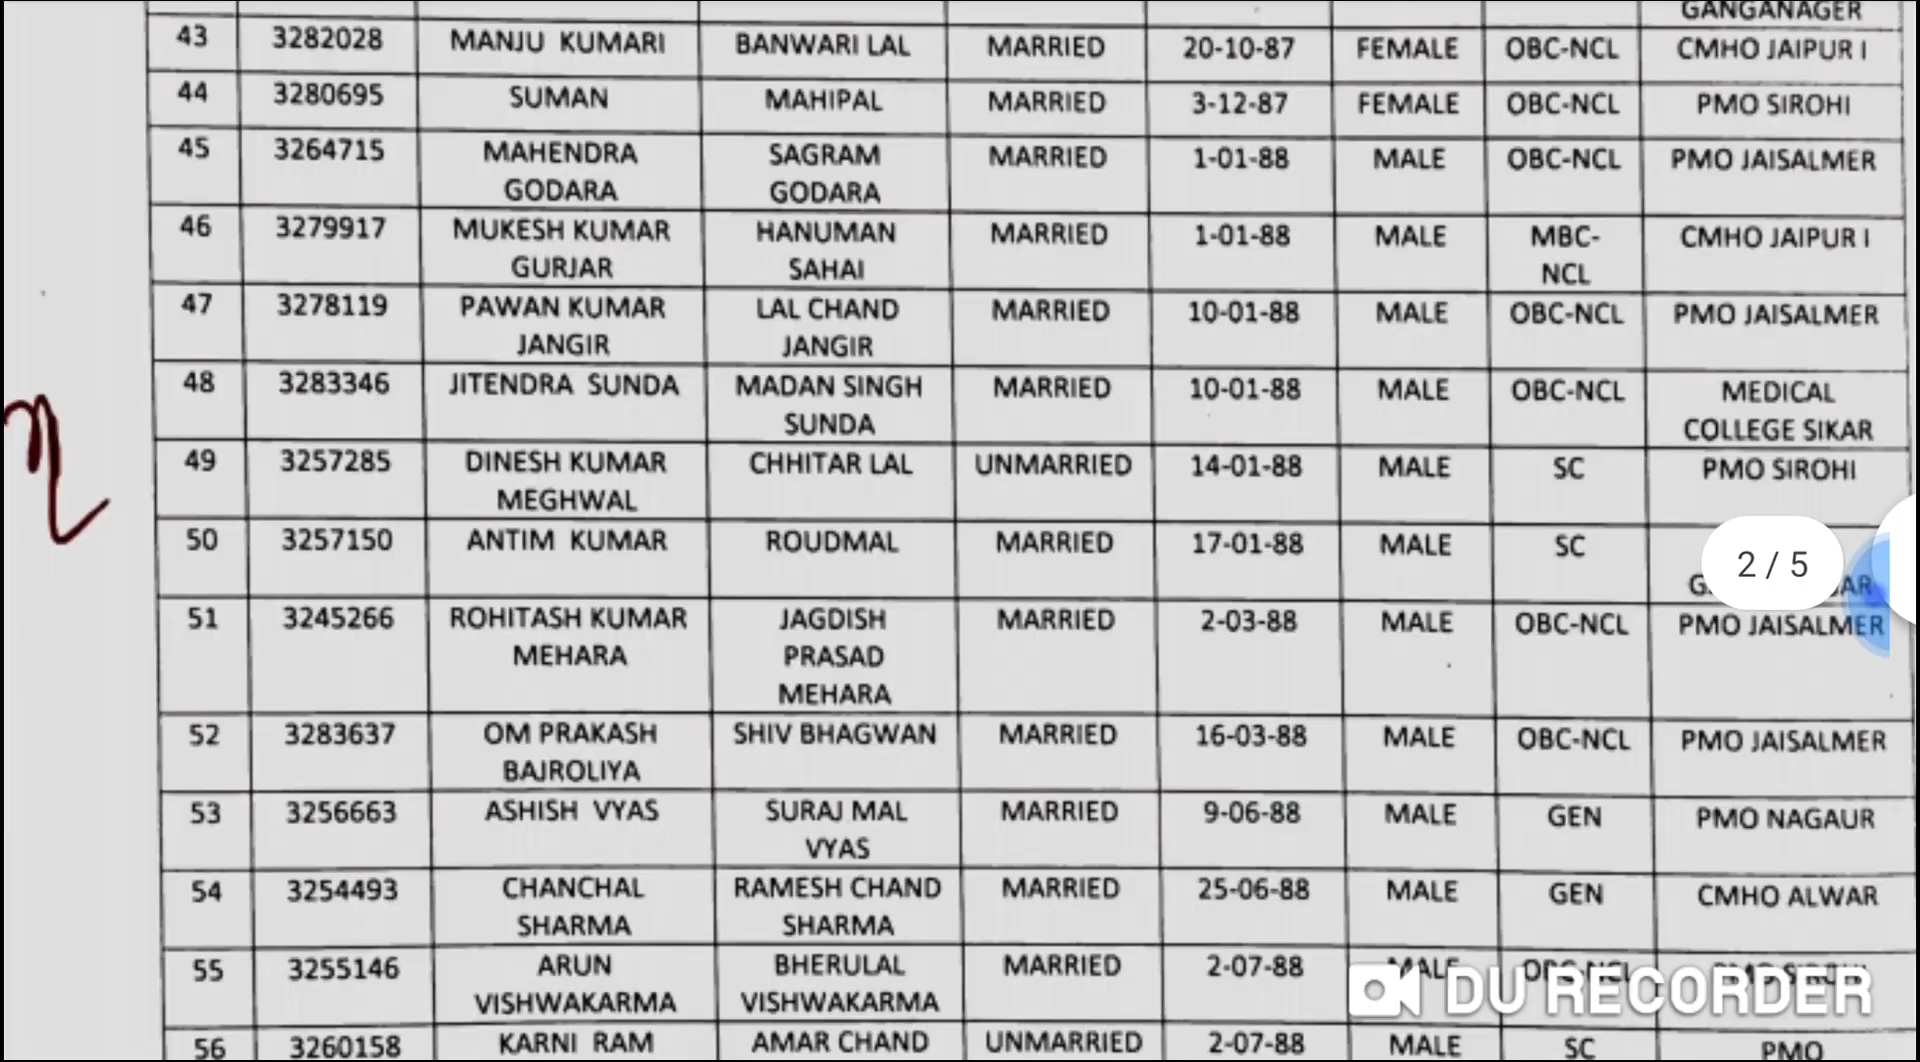 GANGANAGER
43 3282028 MANJU KUMARI BANWARI LAL MARRIED 20-10-87 FEMALE OBC-NCL CMHO JAIPUR I
44 3280695 SUMAN MAHIPAL MARRIED 3-12-87 FEMALE OBC-NCL PMO SIROHI
45 3264715 MAHENDRA SAGRAM MARRIED 1-01-88 MALE OBC-NCL PMO JAISALMER
GODARA GODARA
46 3279917 MUKESH KUMAR HANUMAN MARRIED 1-01-88 MALE MBC- CMHO JAIPUR I
GURJAR SAHAI NCL
47 3278119 PAWAN KUMAR LAL CHAND MARRIED 10-01-88 MALE OBC-NCL PMO JAISALMER
JANGIR JANGIR
48 3283346 JITENDRA SUNDA MADAN SINGH MARRIED 10-01-88 MALE OBC-NCL MEDICAL
SUNDA COLLEGE SIKAR
49 3257285 DINESH KUMAR CHHITAR LAL UNMARRIED 14-01-88 MALE SC PMO SIROHI
MEGHWAL
50 3257150 ANTIM KUMAR ROUDMAL MARRIED 17-01-88 MALE SC
2 / 5
51 3245266 ROHITASH KUMAR JAGDISH MARRIED 2-03-88 MALE OBC-NCL PMO JAISALMER
MEHARA PRASAD
MEHARA
52 3283637 OM PRAKASH SHIV BHAGWAN MARRIED 16-03-88 MALE OBC-NCL PMO JAISALMER
BAJROLIYA
53 3256663 ASHISH VYAS SURAJ MAL MARRIED 9-06-88 MALE GEN PMO NAGAUR
VYAS
54 3254493 CHANCHAL RAMESH CHAND MARRIED 25-06-88 MALE GEN CMHO ALWAR
SHARMA SHARMA
55 3255146 ARUN BHERULAL MARRIED 2-07-88 MALE OBC-NCL PMO SIROHI
VISHWAKARMA VISHWAKARMA
DU RECORDER
56 3260158 KARNI RAM AMAR CHAND UNMARRIED 2-07-88 MALE SC PMO